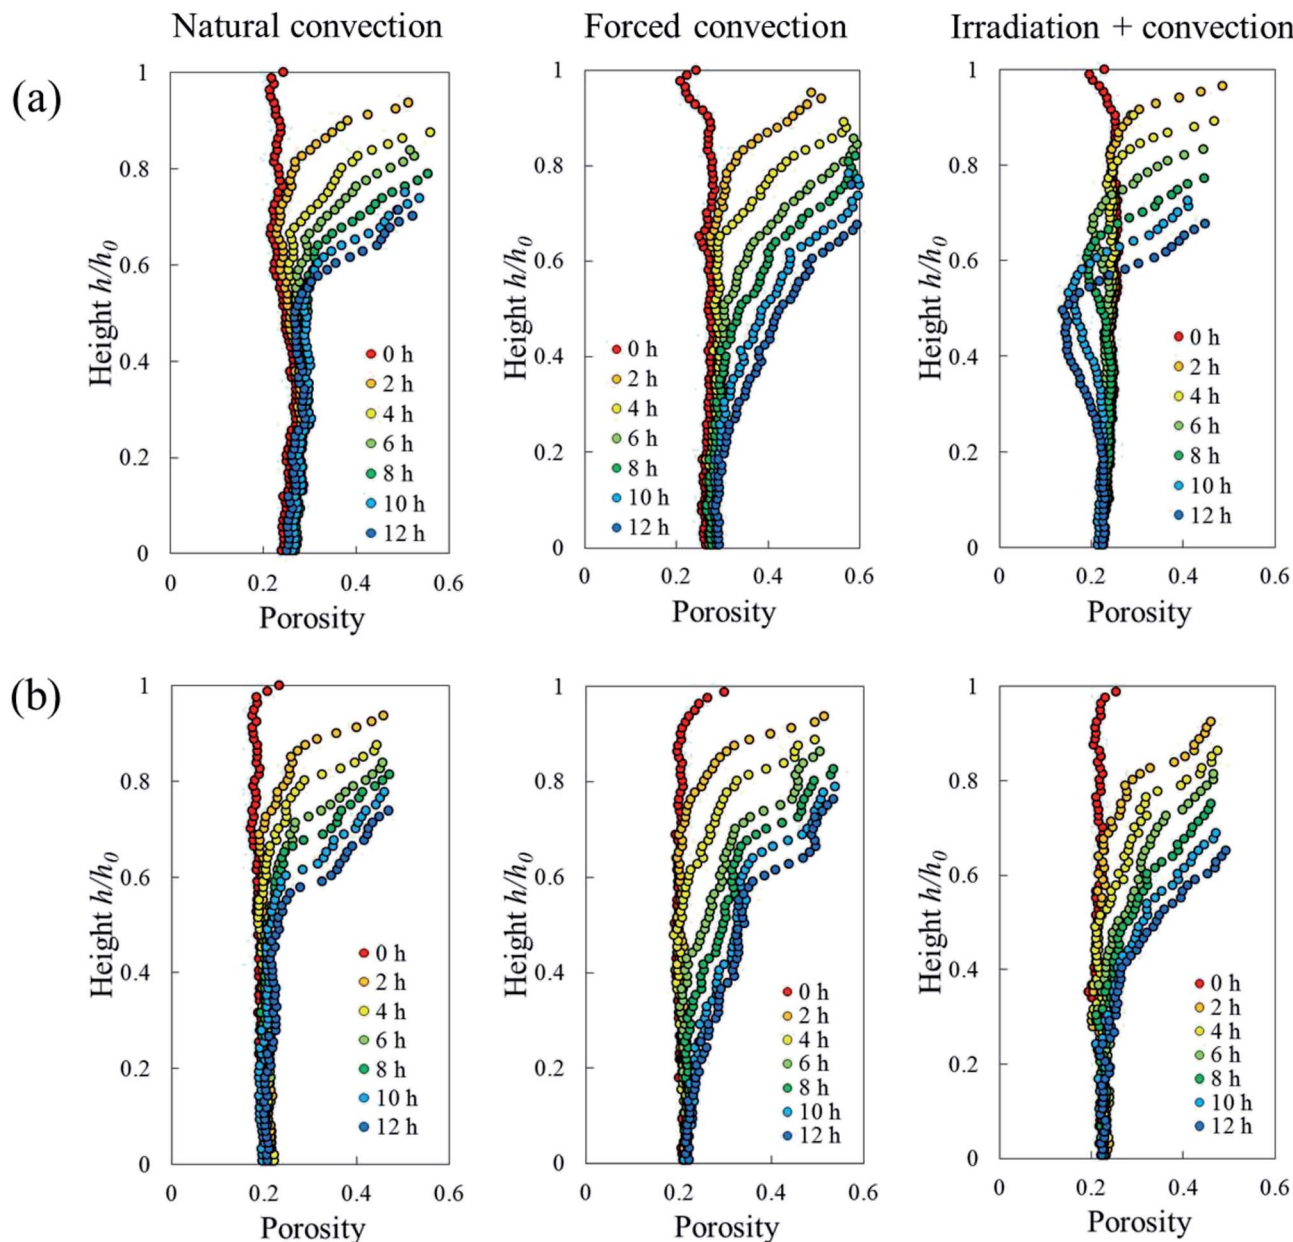 Natural convection
Forced convection
Irradiation + convection
(a)
Height h/h0
1
0.8
0.6
0.4
0.2
0
0 h
2 h
4 h
6 h
8 h
10 h
12 h
0
0.2
0.4
0.6
Porosity
Height h/h0
1
0.8
0.6
0.4
0.2
0
0 h
2 h
4 h
6 h
8 h
10 h
12 h
0
0.2
0.4
0.6
Porosity
Height h/h0
1
0.8
0.6
0.4
0.2
0
0 h
2 h
4 h
6 h
8 h
10 h
12 h
0
0.2
0.4
0.6
Porosity
(b)
Height h/h0
1
0.8
0.6
0.4
0.2
0
0 h
2 h
4 h
6 h
8 h
10 h
12 h
0
0.2
0.4
0.6
Porosity
Height h/h0
1
0.8
0.6
0.4
0.2
0
0 h
2 h
4 h
6 h
8 h
10 h
12 h
0
0.2
0.4
0.6
Porosity
Height h/h0
1
0.8
0.6
0.4
0.2
0
0 h
2 h
4 h
6 h
8 h
10 h
12 h
0
0.2
0.4
0.6
Porosity